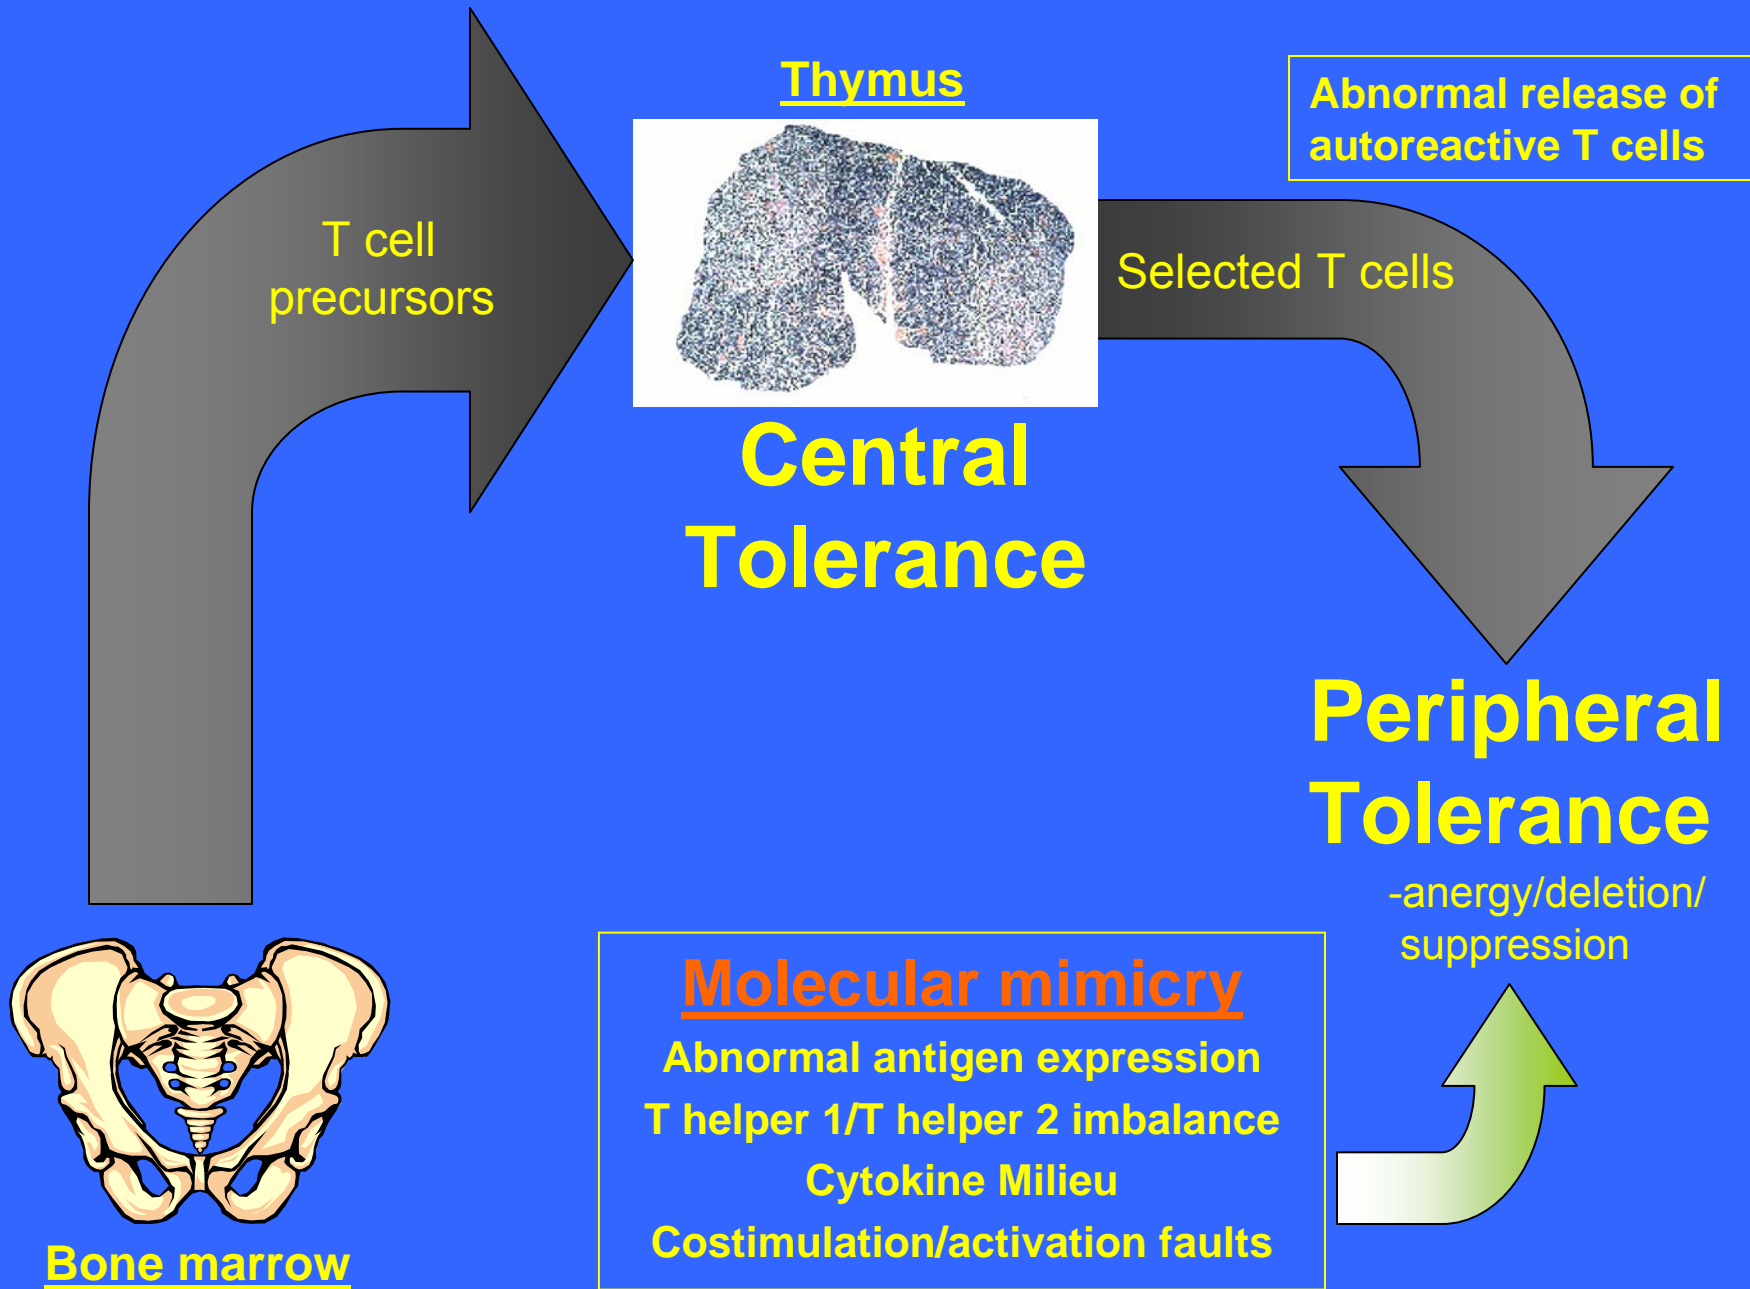 Thymus
Abnormal release of
autoreactive T cells
T cell
precursors
Selected T cells
Central
Tolerance
Peripheral
Tolerance
-anergy/deletion/
suppression
Molecular mimicry
Abnormal antigen expression
T helper 1/T helper 2 imbalance
Cytokine Milieu
Costimulation/activation faults
Bone marrow